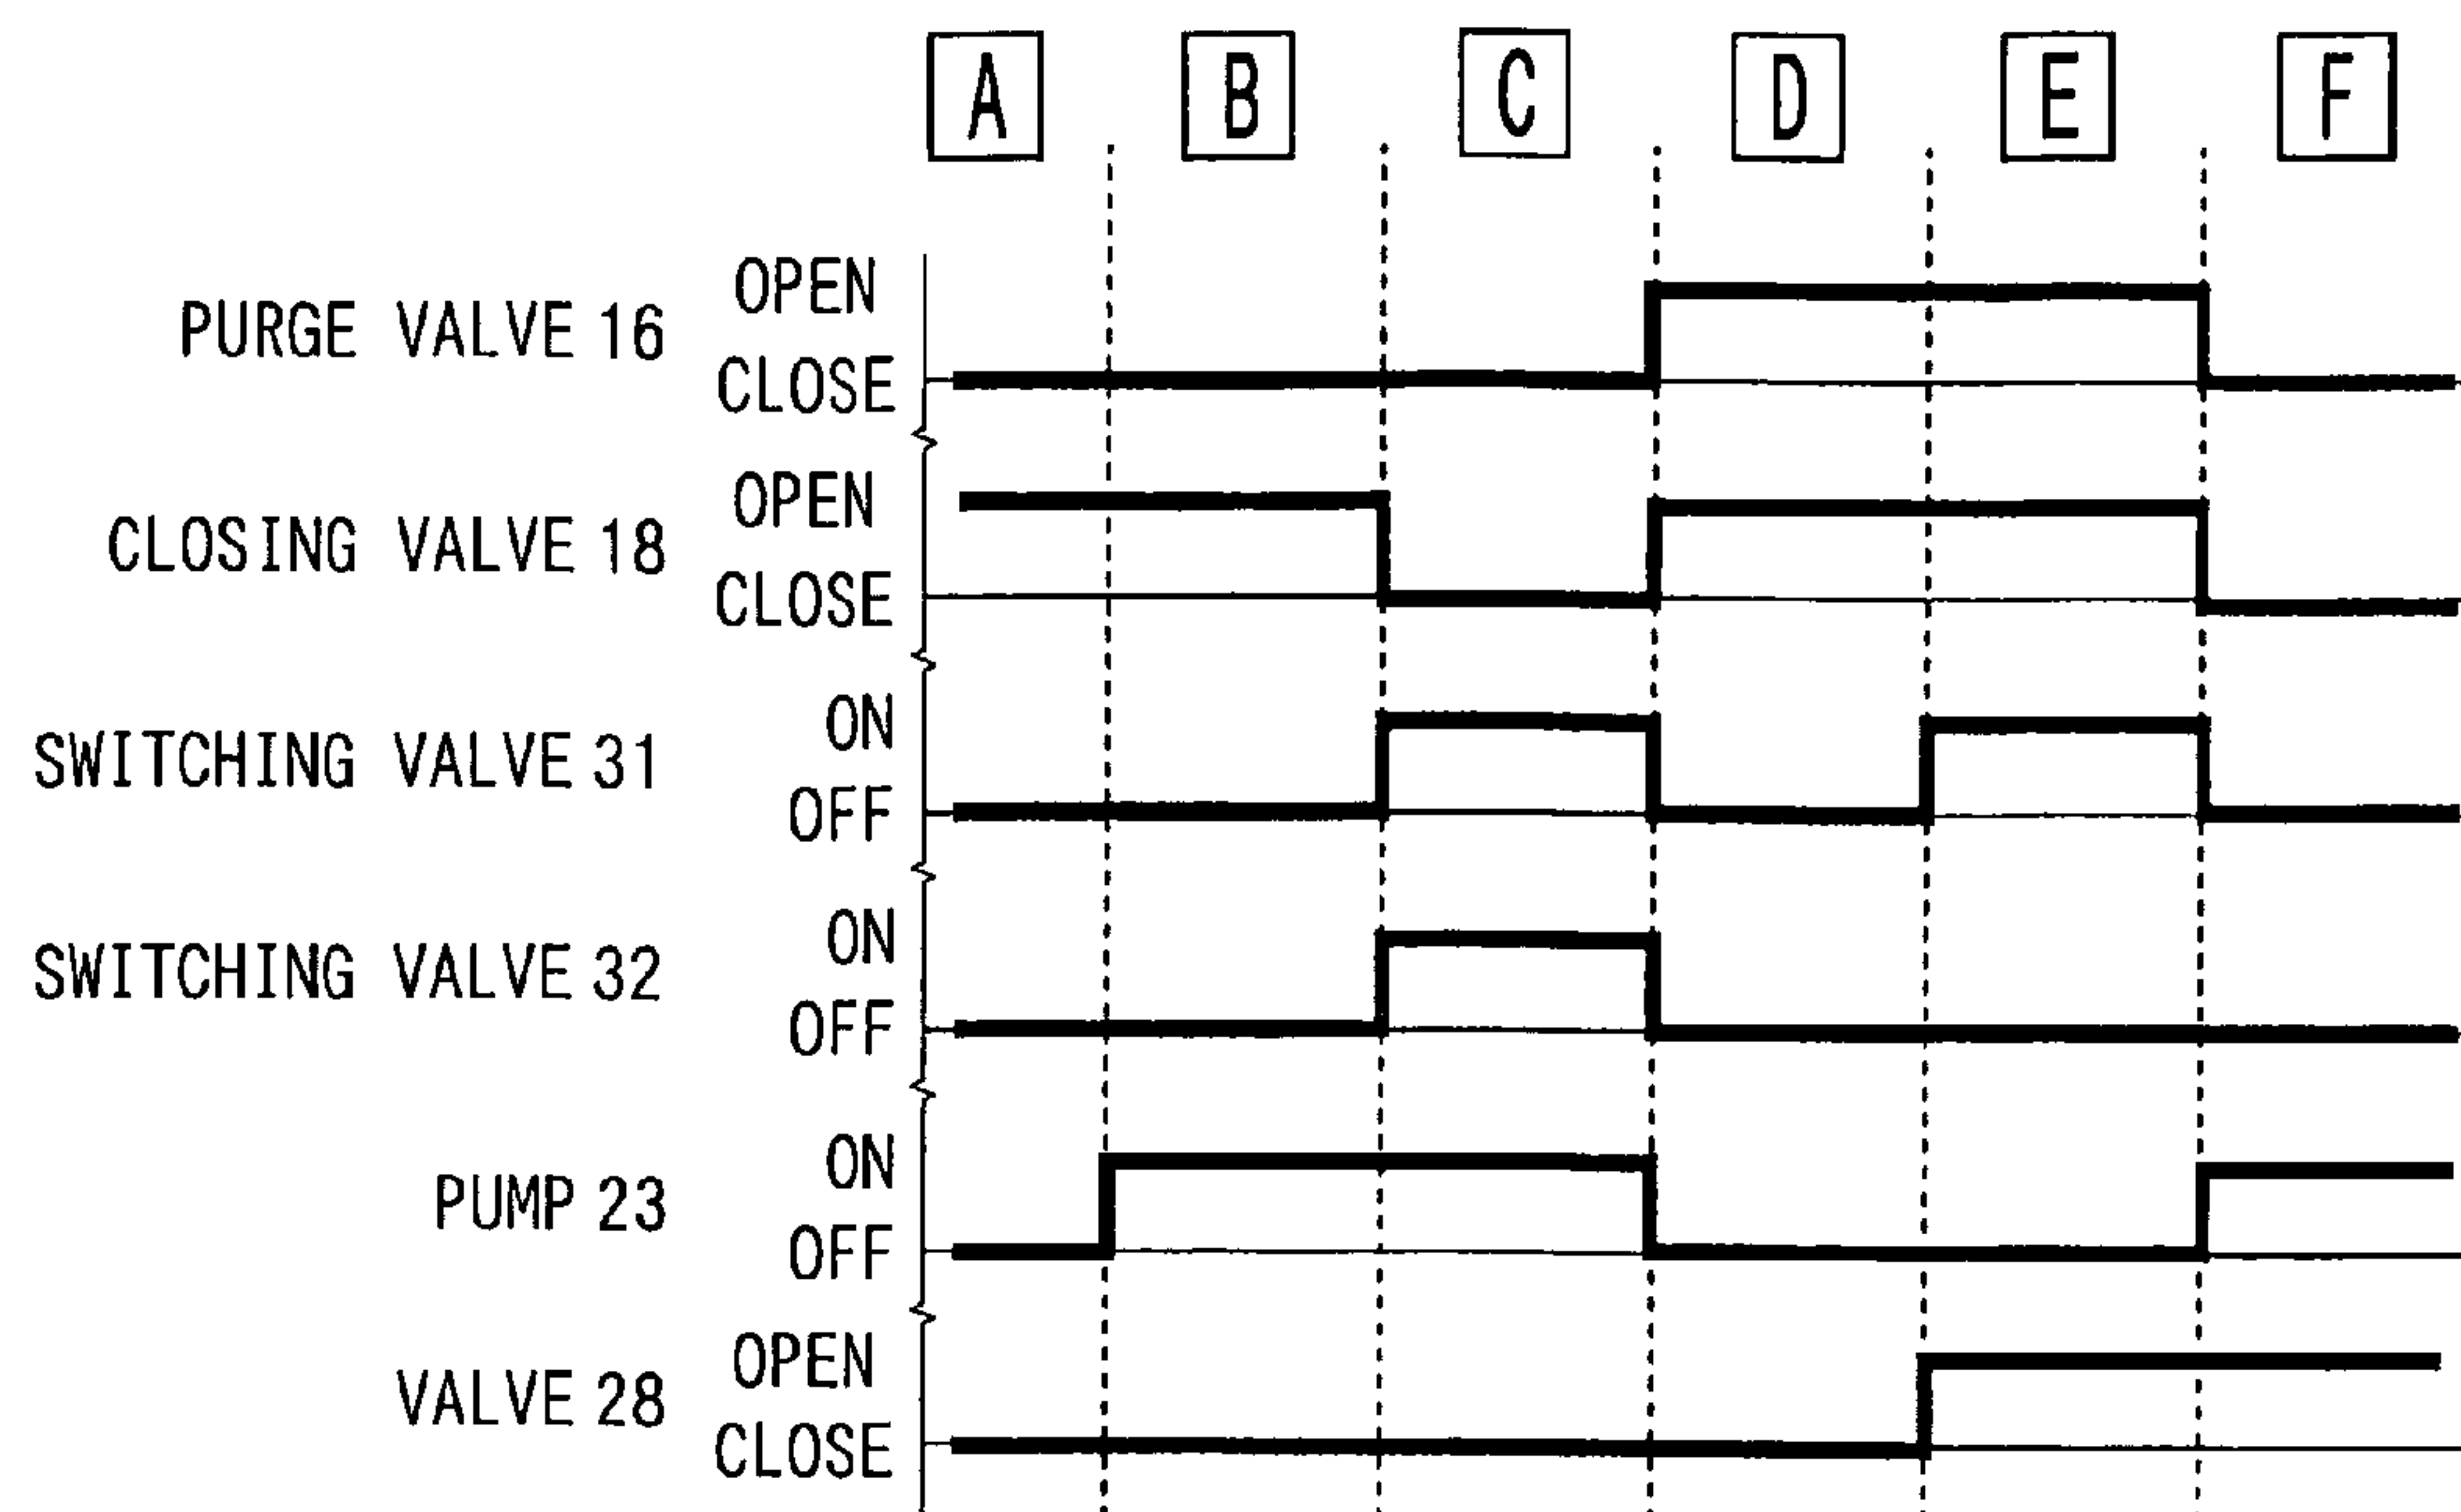 A B C D E F
OPEN
PURGE VALVE 16
CLOSE
OPEN
CLOSING VALVE 18
CLOSE
ON
SWITCHING VALVE 31
OFF
ON
SWITCHING VALVE 32
OFF
ON
PUMP 23
OFF
OPEN
VALVE 28
CLOSE